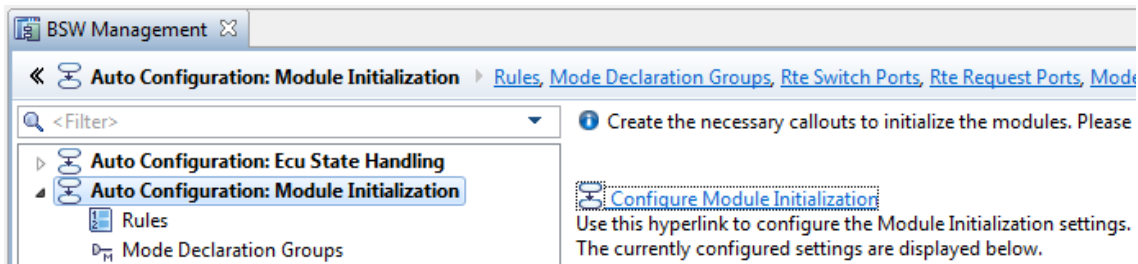 BSW Management
Auto Configuration: Module Initialization Rules, Mode Declaration Groups, Rte Switch Ports, Rte Request Ports, Mode
<Filter>
Create the necessary callouts to initialize the modules. Please
Auto Configuration: Ecu State Handling
Auto Configuration: Module Initialization
Configure Module Initialization
Rules
Use this hyperlink to configure the Module Initialization settings.
Mode Declaration Groups
The currently configured settings are displayed below.